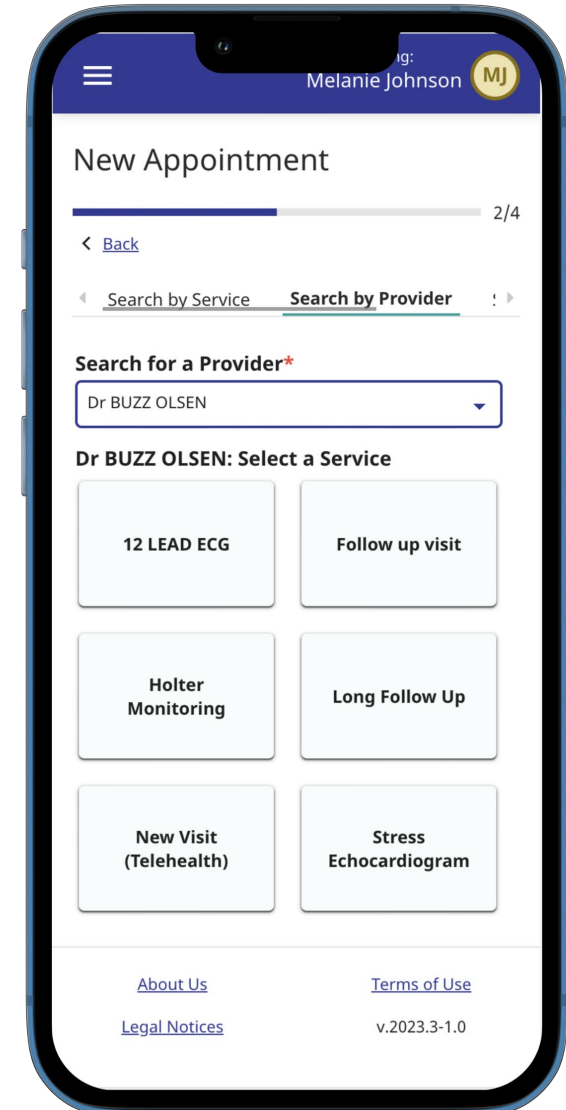 Melanie Johnson MJ
New Appointment
2/4
Back
Search by Service Search by Provider
Search for a Provider*
Dr BUZZ OLSEN
Dr BUZZ OLSEN: Select a Service
12 LEAD ECG Follow up visit
Holter
Monitoring
Long Follow Up
New Visit
(Telehealth)
Stress
Echocardiogram
About Us Terms of Use
Legal Notices v.2023.3-1.0